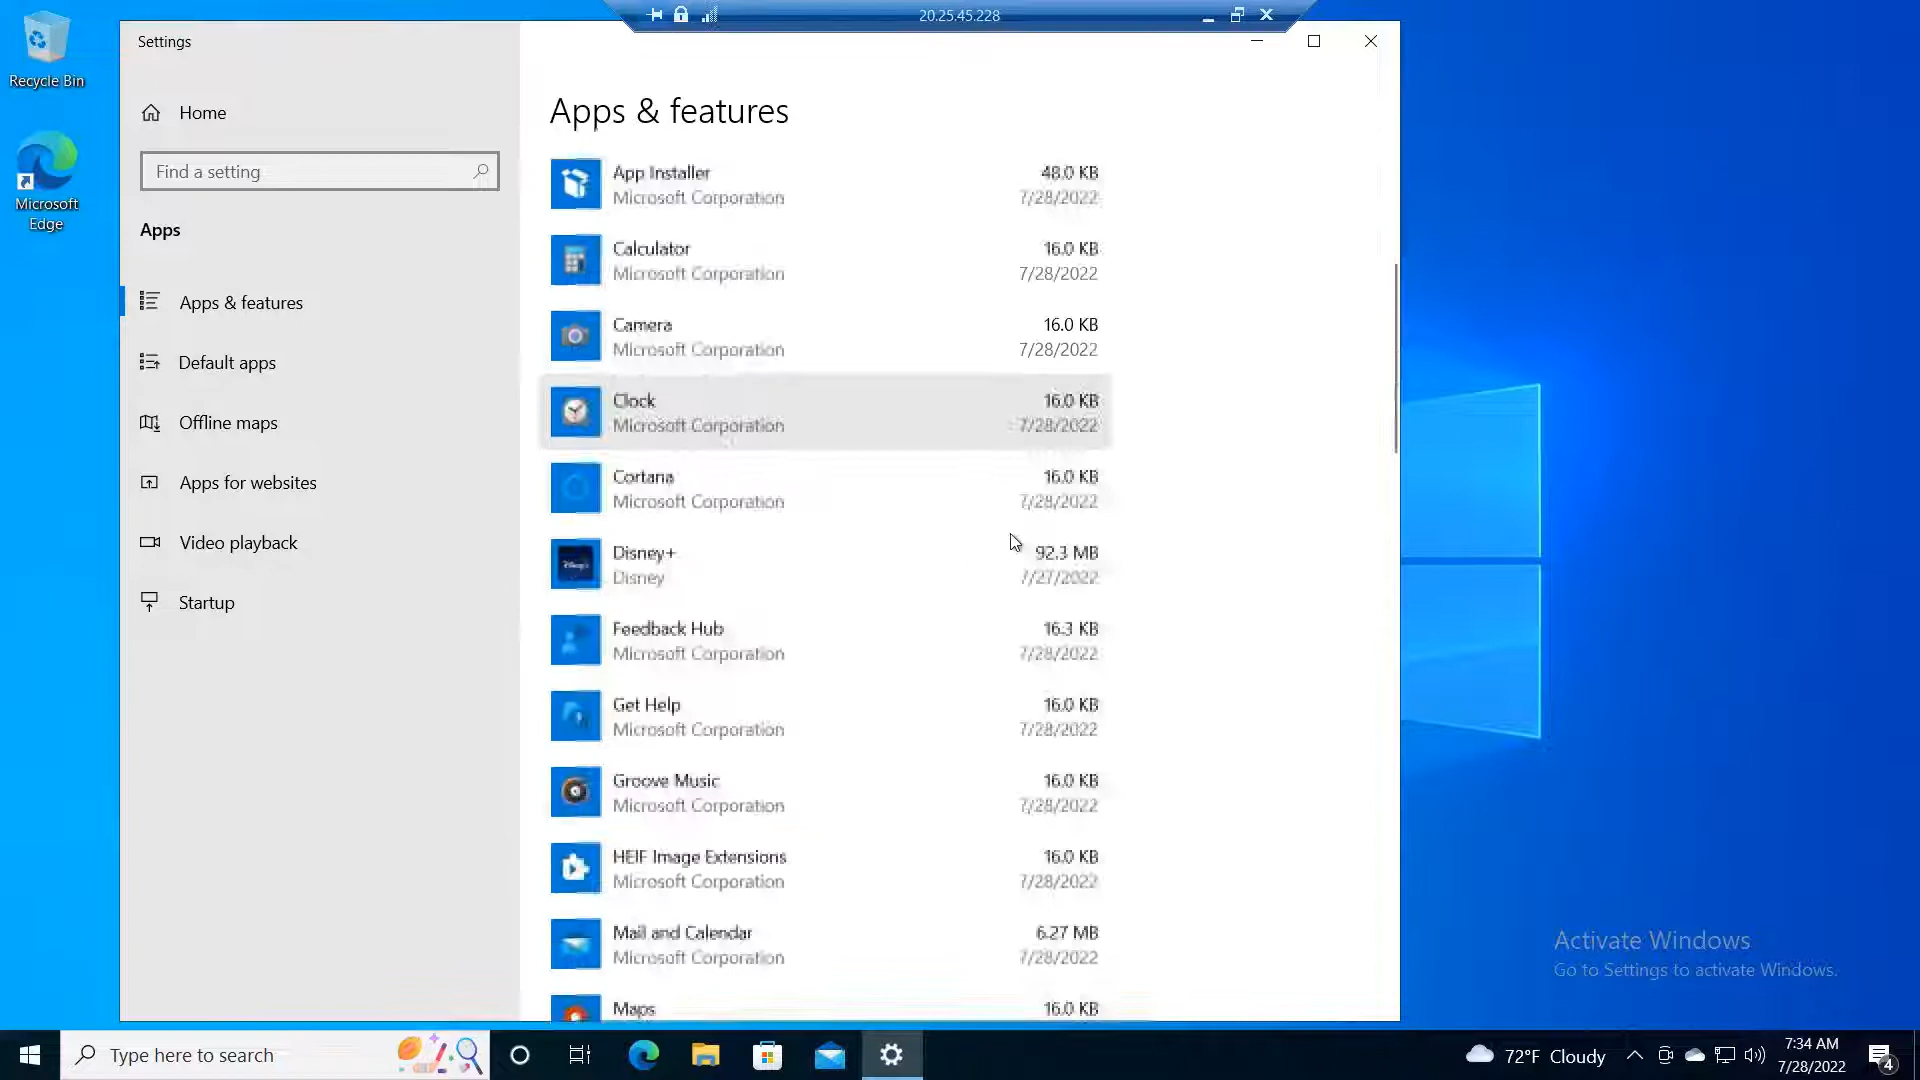 20.25.45.228
Recycle Bin
Microsoft
Edge
Settings
Home
Find a setting
Apps
Apps & features
Default apps
Offline maps
Apps for websites
Video playback
Startup
Apps & features
App Installer 48.0 KB
Microsoft Corporation 7/28/2022
Calculator 16.0 KB
Microsoft Corporation 7/28/2022
Camera 16.0 KB
Microsoft Corporation 7/28/2022
Clock 16.0 KB
Microsoft Corporation 7/28/2022
Cortana 16.0 KB
Microsoft Corporation 7/28/2022
Disney+ 92.3 MB
Disney 7/27/2022
Feedback Hub 16.3 KB
Microsoft Corporation 7/28/2022
Get Help 16.0 KB
Microsoft Corporation 7/28/2022
Groove Music 16.0 KB
Microsoft Corporation 7/28/2022
HEIF Image Extensions 16.0 KB
Microsoft Corporation 7/28/2022
Mail and Calendar 6.27 MB
Microsoft Corporation 7/28/2022
Maps 16.0 KB
Activate Windows
Go to Settings to activate Windows.
Type here to search
72°F Cloudy
7:34 AM
7/28/2022
4